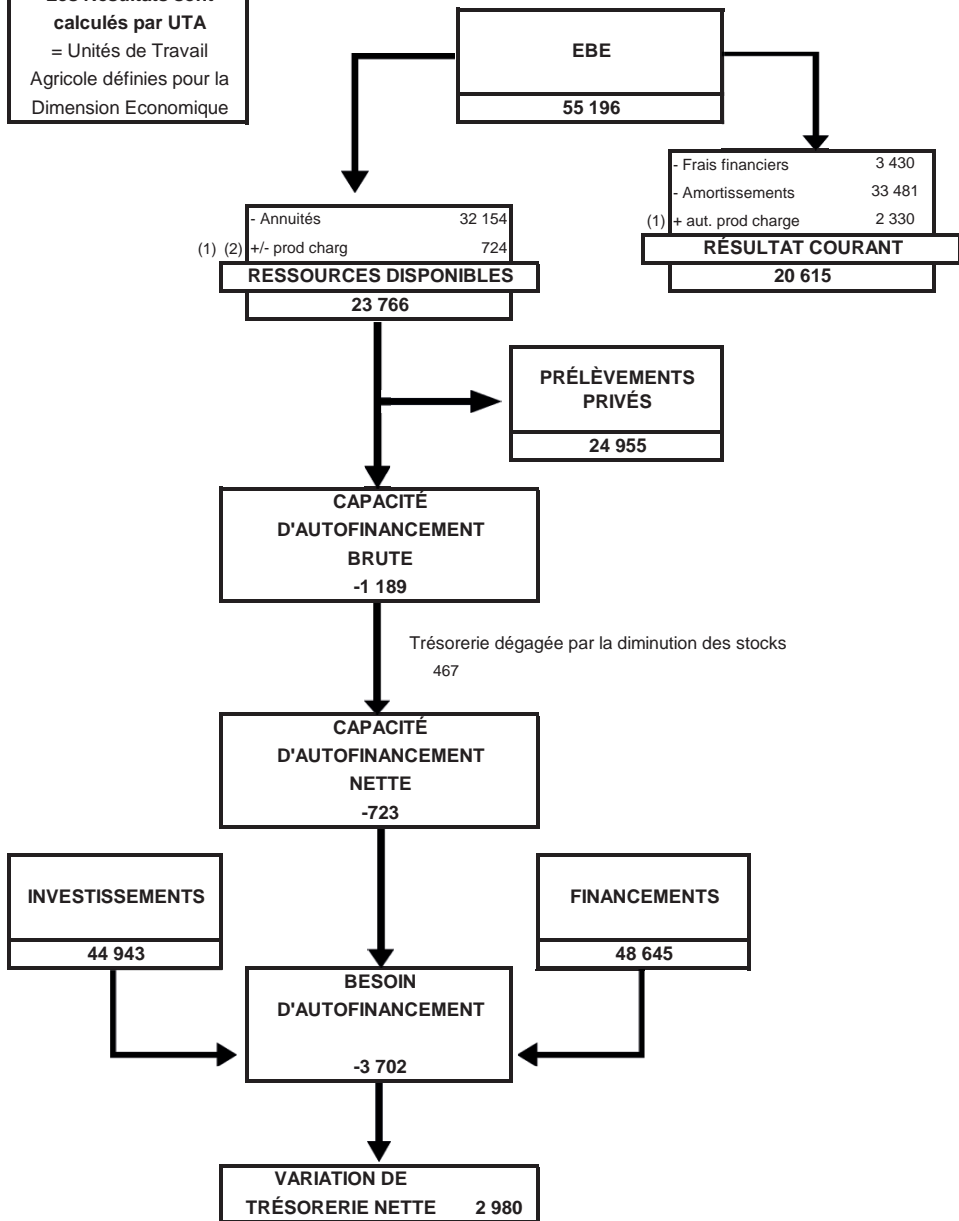 Les Résultats sont
calculés par UTA
= Unités de Travail
Agricole définies pour la
Dimension Economique
EBE
55 196
- Frais financiers 3 430
- Amortissements 33 481
(1) + aut. prod charge 2 330
RÉSULTAT COURANT
20 615
- Annuités 32 154
(1) (2) +/- prod charg 724
RESSOURCES DISPONIBLES
23 766
PRÉLÈVEMENTS
PRIVÉS
24 955
CAPACITÉ
D'AUTOFINANCEMENT
BRUTE
-1 189
Trésorerie dégagée par la diminution des stocks
467
CAPACITÉ
D'AUTOFINANCEMENT
NETTE
-723
INVESTISSEMENTS
44 943
FINANCEMENTS
48 645
BESOIN
D'AUTOFINANCEMENT
-3 702
VARIATION DE
TRÉSORERIE NETTE 2 980